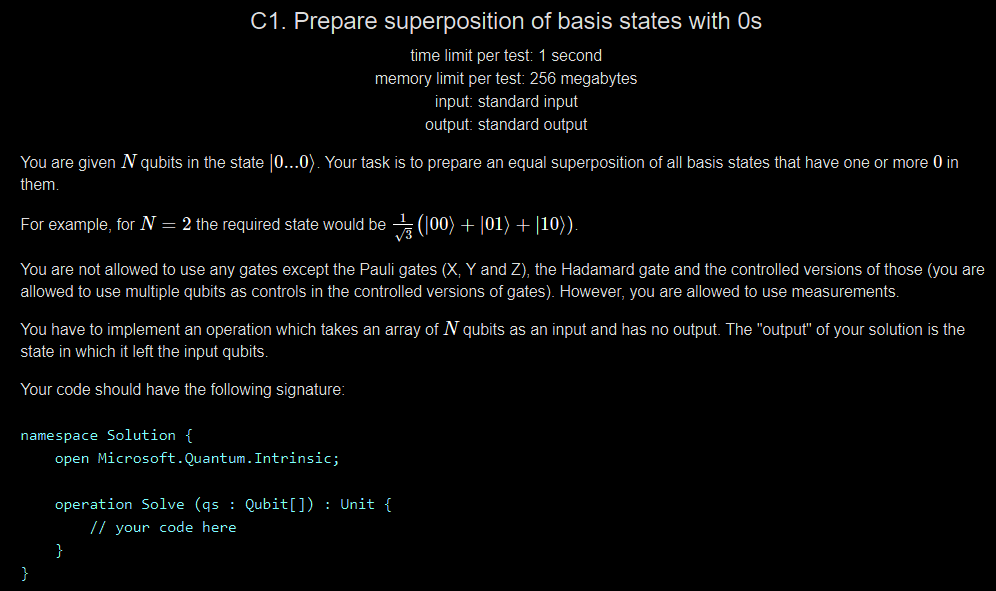 C1. Prepare superposition of basis states with 0s
time limit per test: 1 second
memory limit per test: 256 megabytes
input: standard input
output: standard output
You are given N qubits in the state |0...0⟩. Your task is to prepare an equal superposition of all basis states that have one or more 0 in
them.
For example, for N = 2 the required state would be 1/√3 (|00⟩ + |01⟩ + |10⟩).
You are not allowed to use any gates except the Pauli gates (X, Y and Z), the Hadamard gate and the controlled versions of those (you are
allowed to use multiple qubits as controls in the controlled versions of gates). However, you are allowed to use measurements.
You have to implement an operation which takes an array of N qubits as an input and has no output. The "output" of your solution is the
state in which it left the input qubits.
Your code should have the following signature:
namespace Solution {
    open Microsoft.Quantum.Intrinsic;
    operation Solve (qs : Qubit[]) : Unit {
        // your code here
    }
}